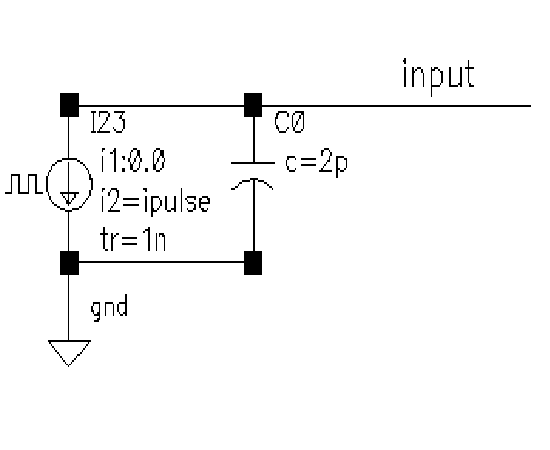 input
I23
C0
i1:0.0
c=2p
i2=ipulse
tr=1n
gnd